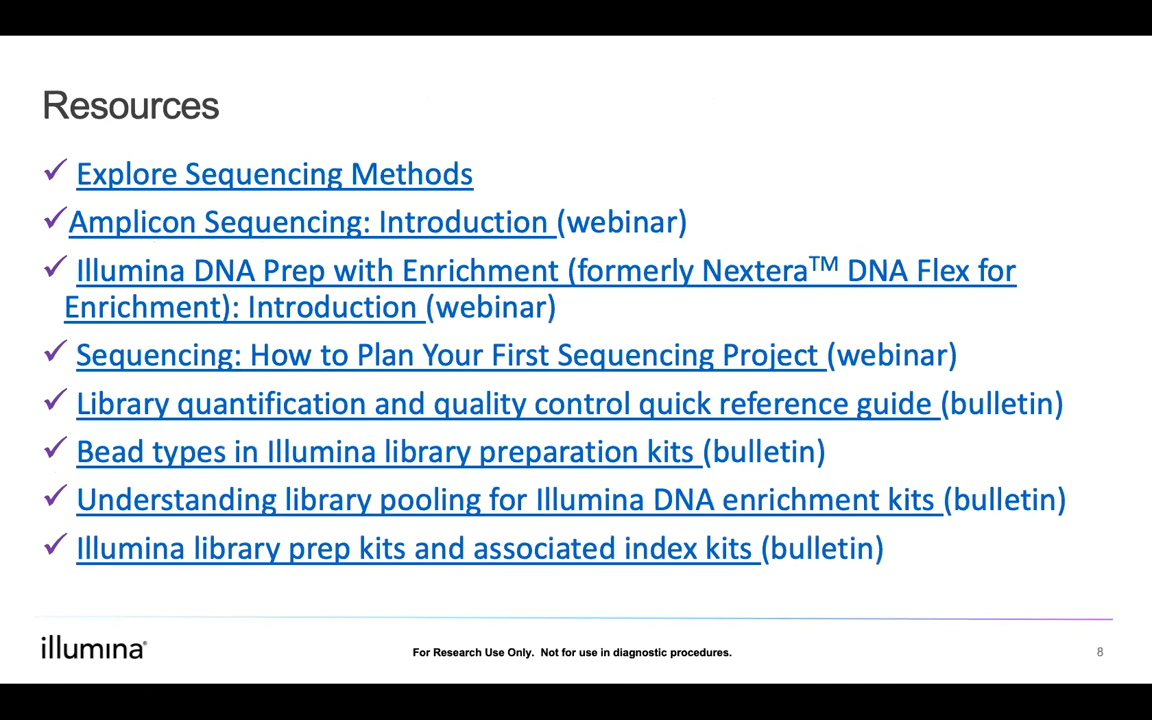 Resources
✓ Explore Sequencing Methods
✓ Amplicon Sequencing: Introduction (webinar)
✓ Illumina DNA Prep with Enrichment (formerly Nextera™ DNA Flex for
Enrichment): Introduction (webinar)
✓ Sequencing: How to Plan Your First Sequencing Project (webinar)
✓ Library quantification and quality control quick reference guide (bulletin)
✓ Bead types in Illumina library preparation kits (bulletin)
✓ Understanding library pooling for Illumina DNA enrichment kits (bulletin)
✓ Illumina library prep kits and associated index kits (bulletin)
illumina®
For Research Use Only. Not for use in diagnostic procedures.
8